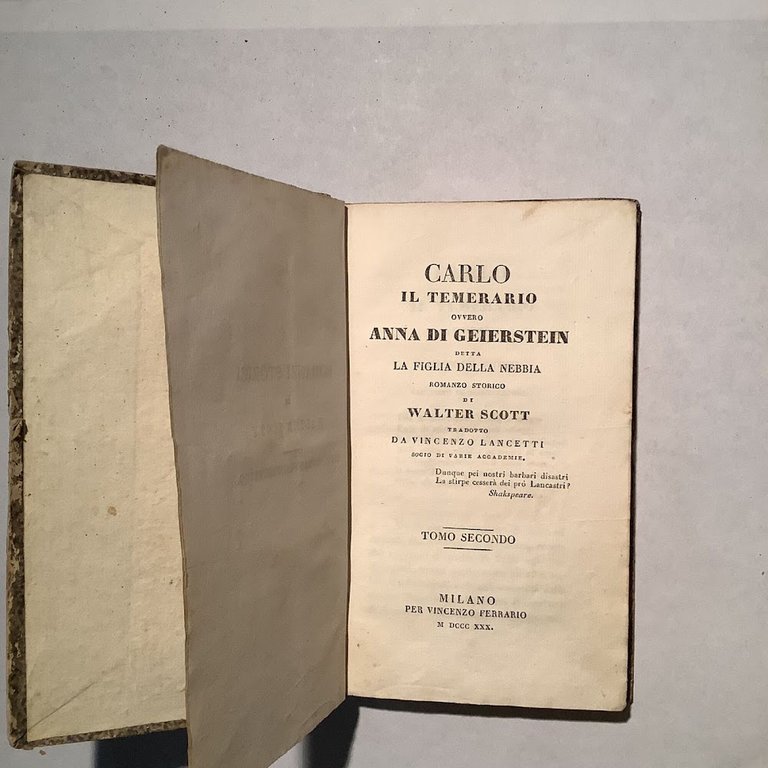 CARLO
IL TEMERARIO
OVVERO
ANNA DI GEIERSTEIN
DETTA
LA FIGLIA DELLA NEBBIA
ROMANZO STORICO
DI
WALTER SCOTT
TRADOTTO
DA VINCENZO LANCETTI
SOCIO DI VARIE ACCADEMIE.
Dunque pei nostri barbari disastri
La stirpe cesserà dei pró Lancastri?
Shakspeare.
TOMO SECONDO
MILANO
PER VINCENZO FERRARIO
M DCCC XXX.